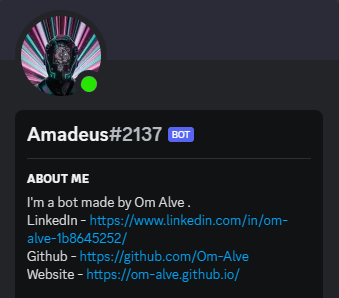 Amadeus#2137 BOT
ABOUT ME
I'm a bot made by Om Alve .
LinkedIn - https://www.linkedin.com/in/om-
alve-1b8645252/
Github - https://github.com/Om-Alve
Website - https://om-alve.github.io/